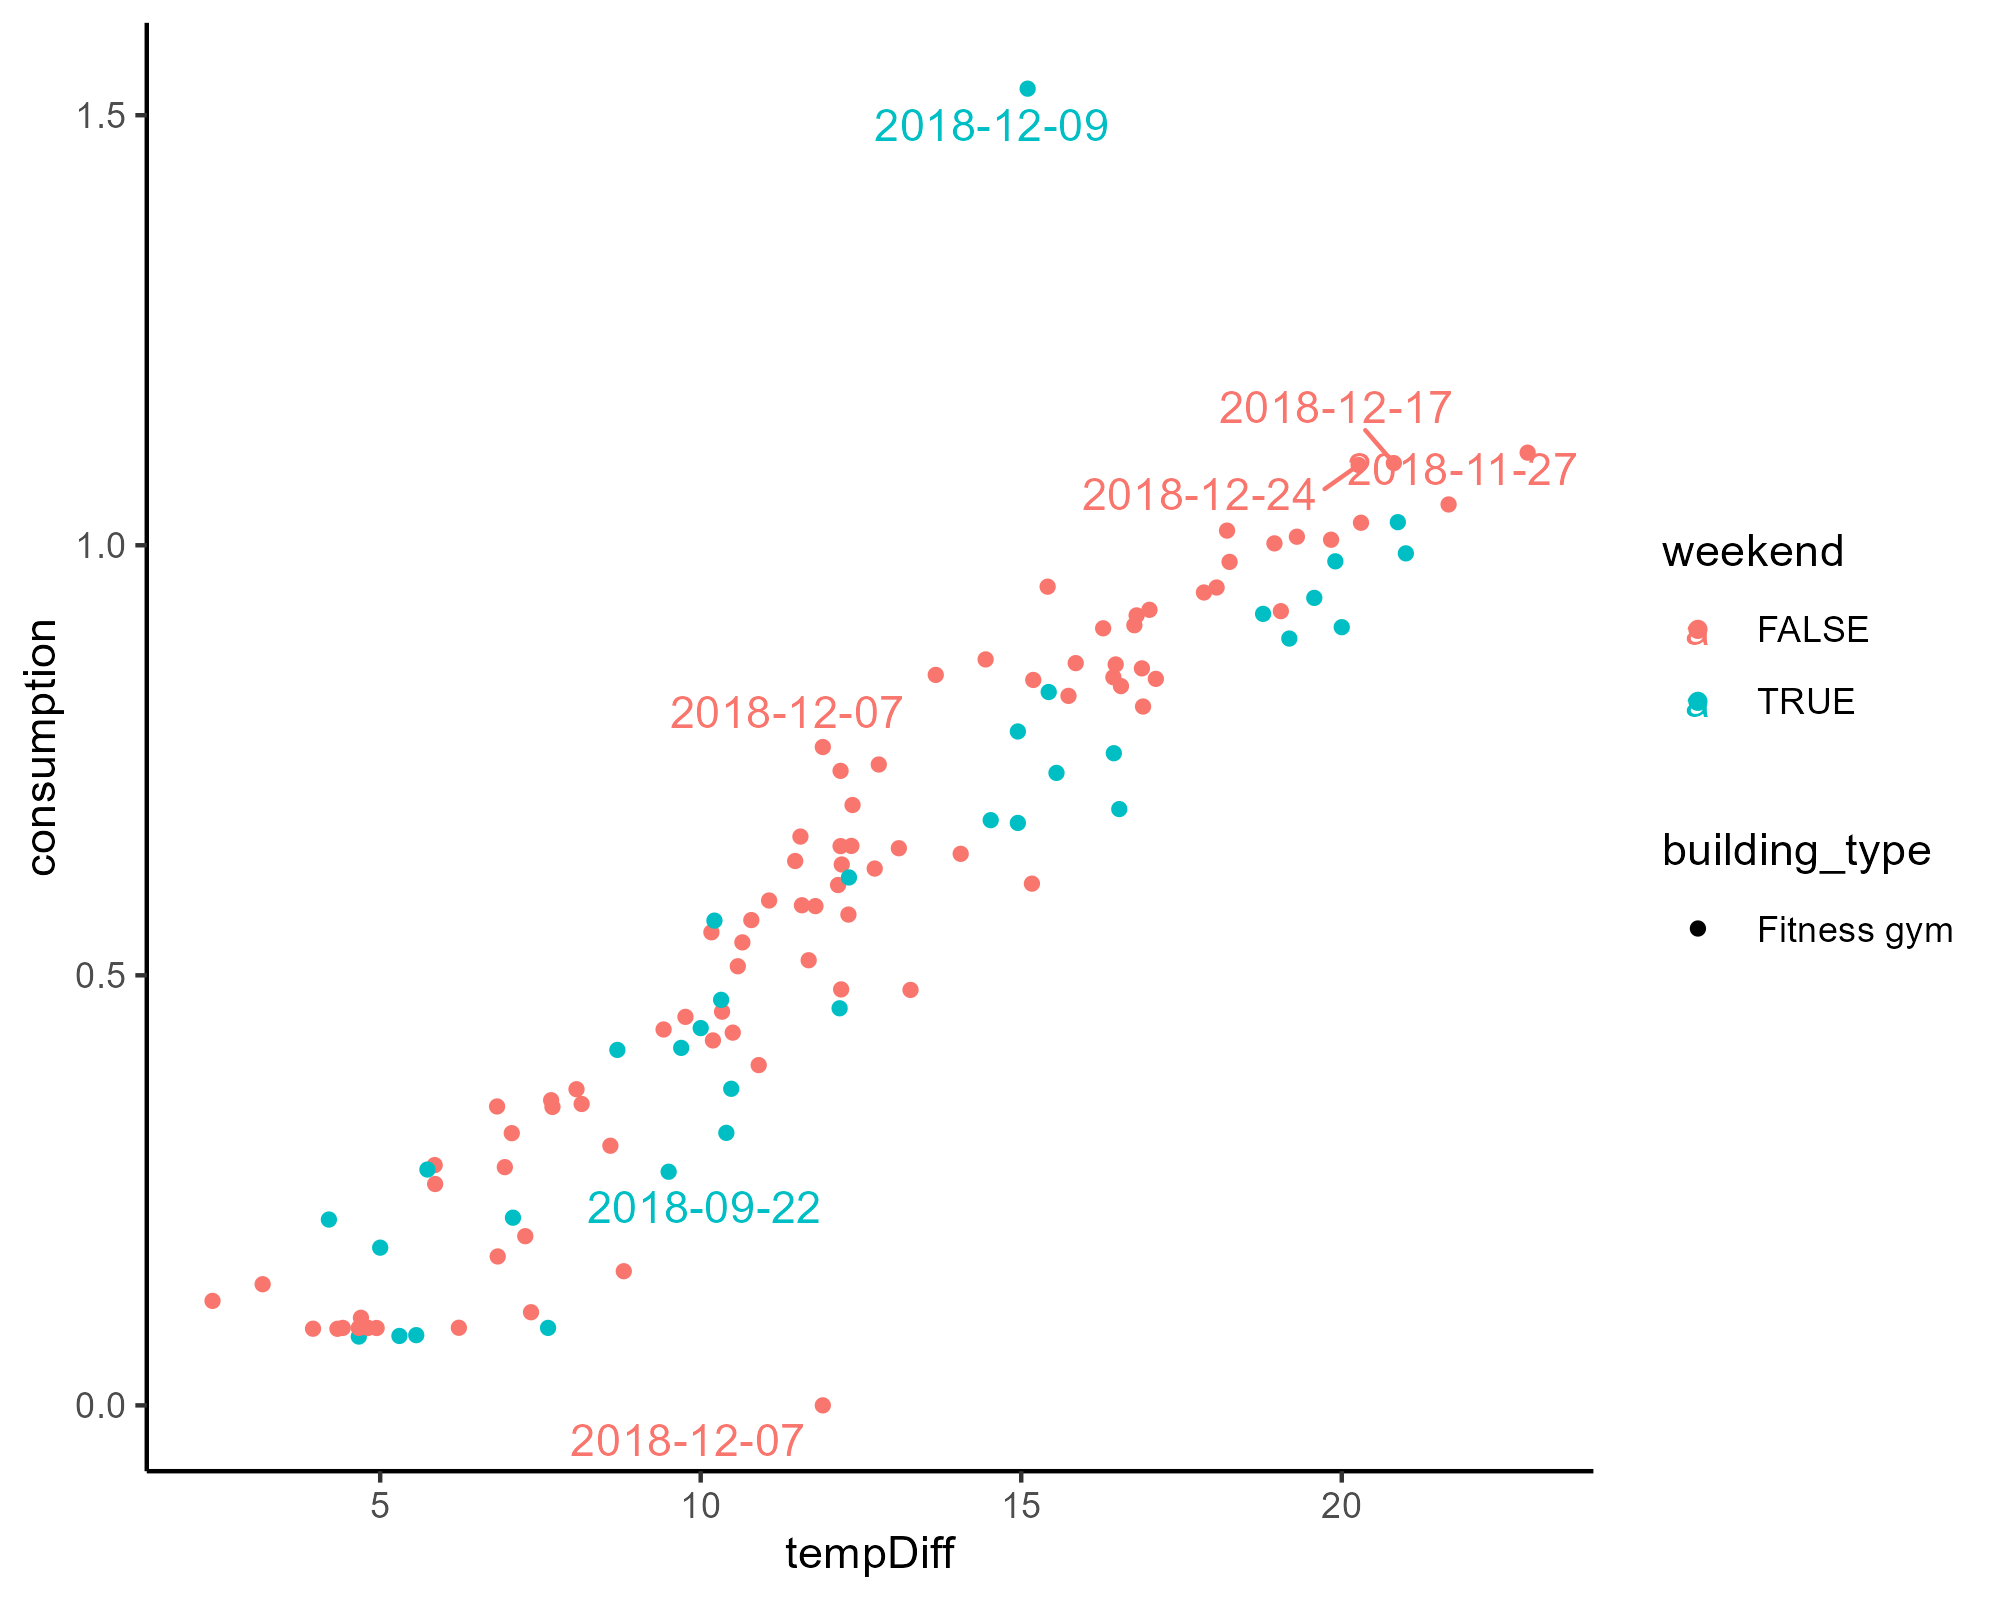 1.5
1.0
0.5
0.0
consumption
5
10
15
20
tempDiff
2018-12-09
2018-12-17
2018-11-27
2018-12-24
2018-12-07
2018-09-22
2018-12-07
weekend
a FALSE
a TRUE
building_type
Fitness gym